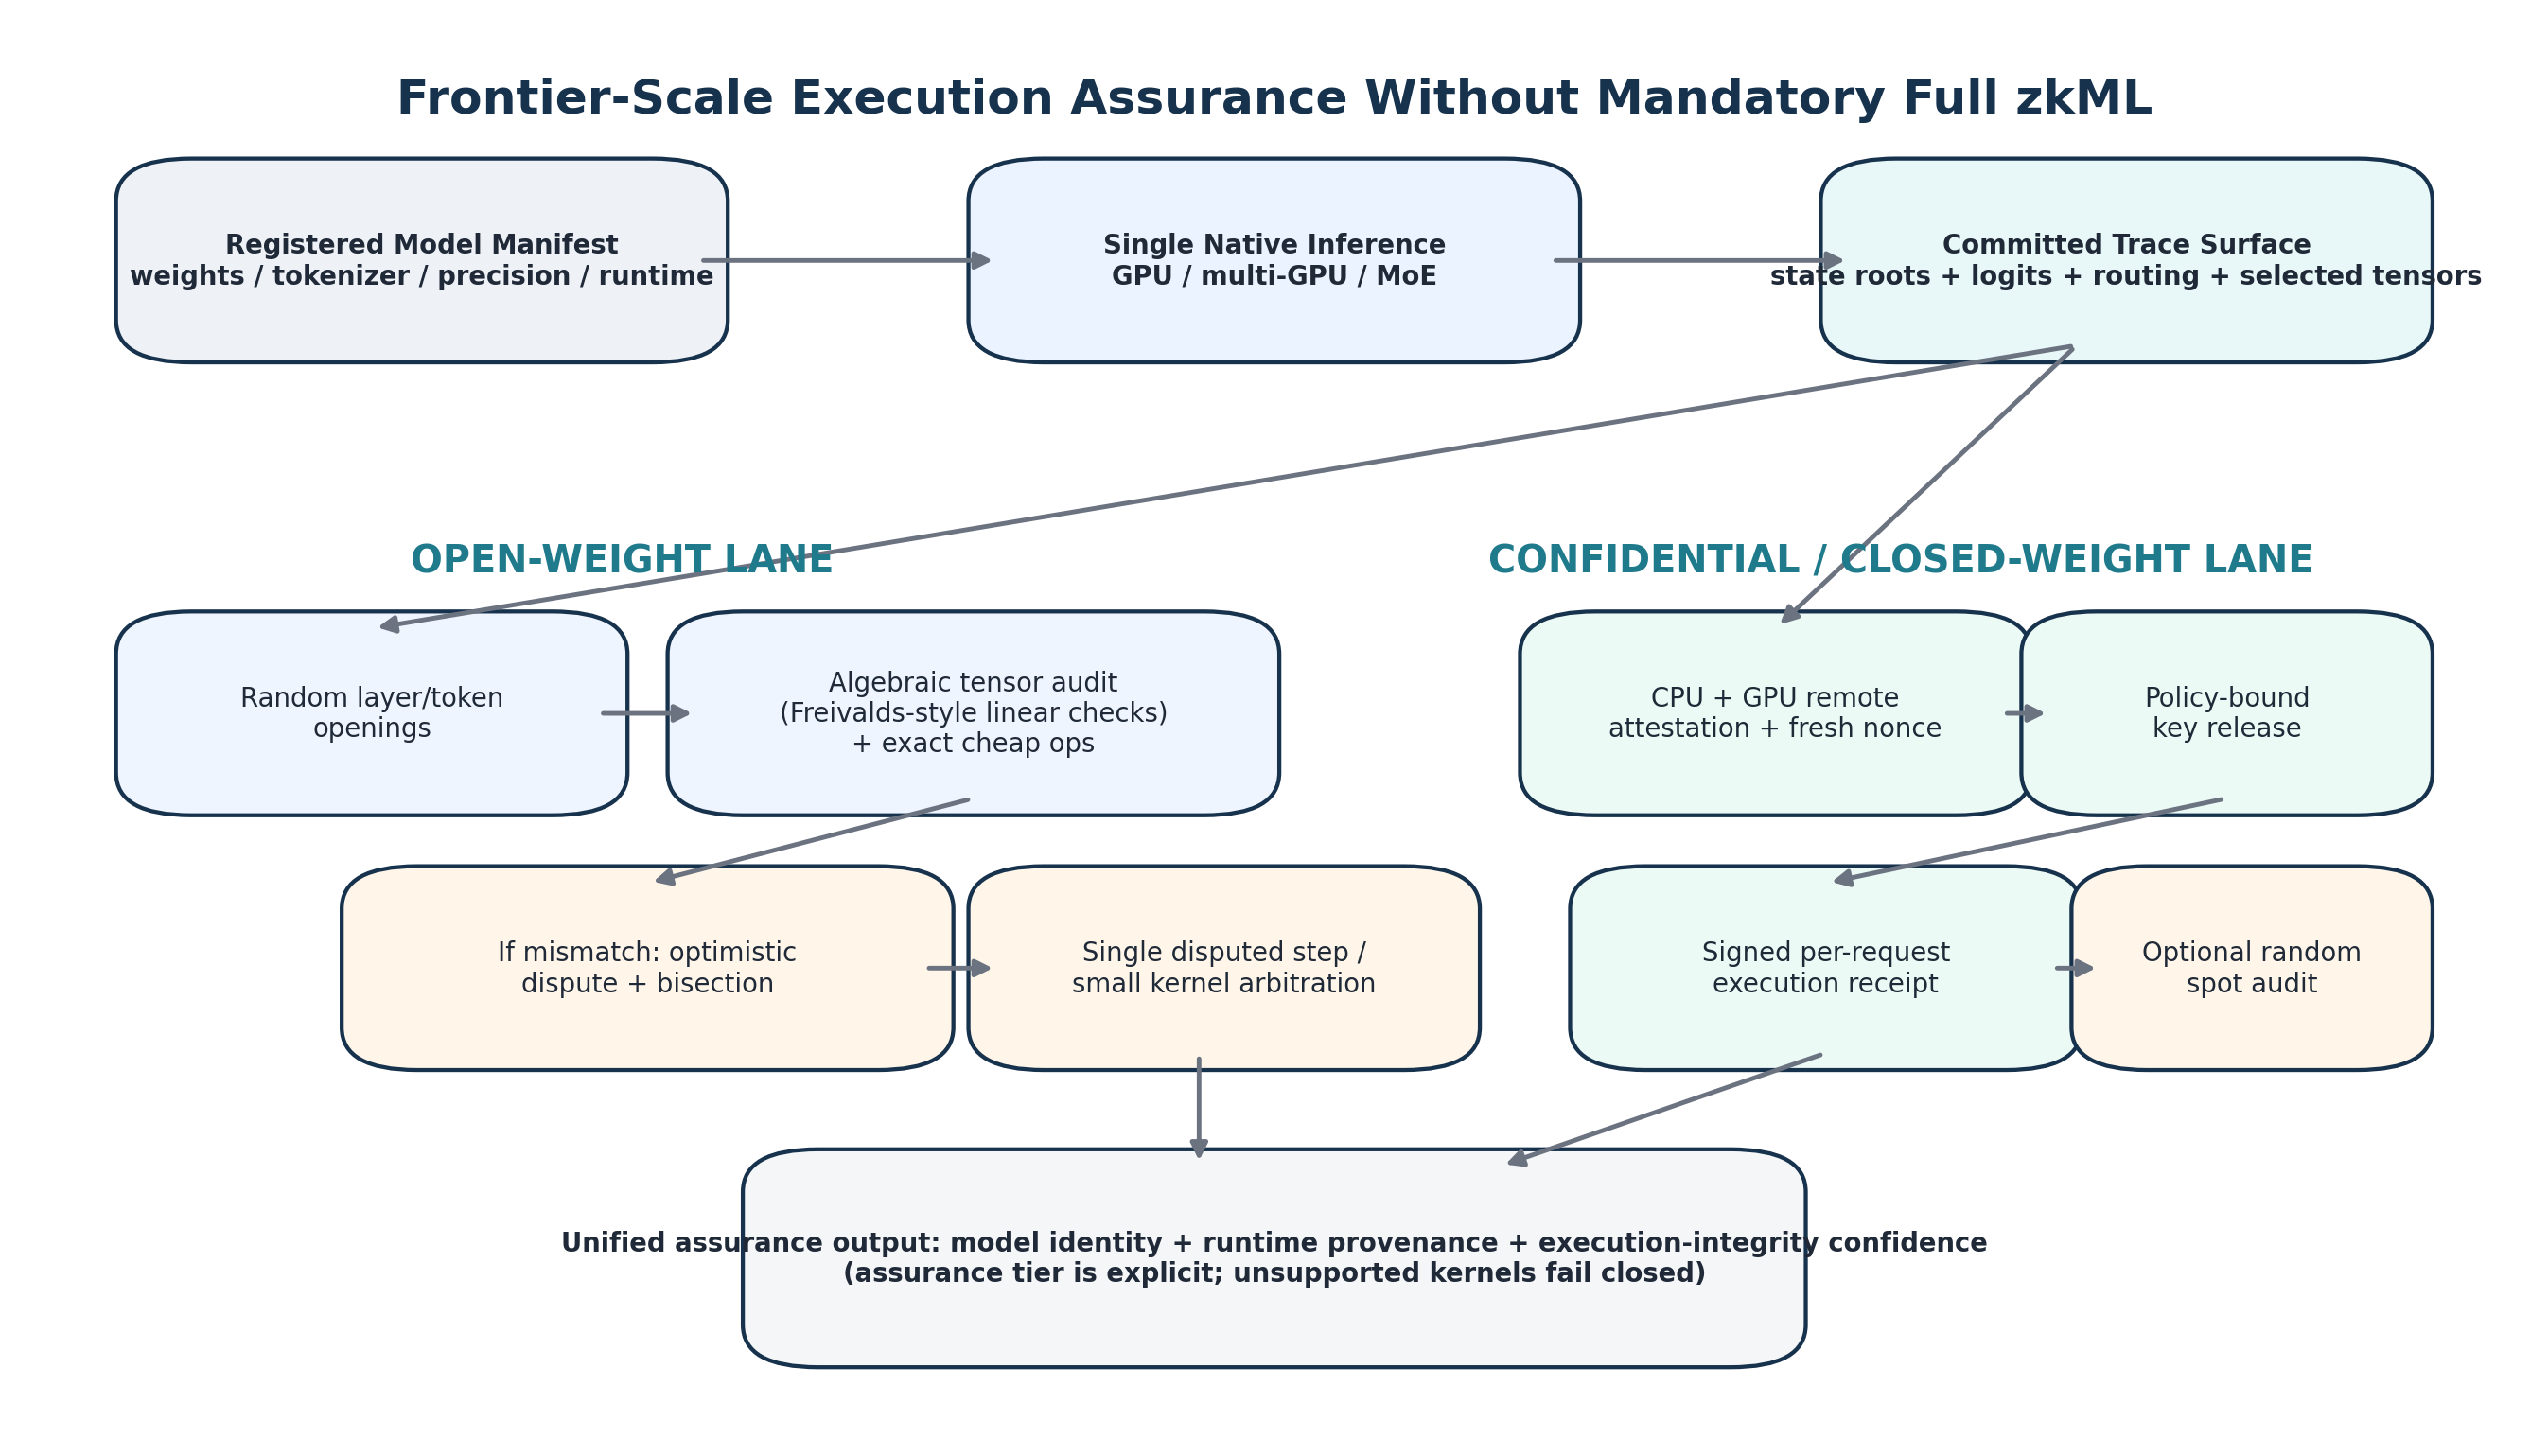 Frontier-Scale Execution Assurance Without Mandatory Full zkML
Registered Model Manifest
weights / tokenizer / precision / runtime
Single Native Inference
GPU / multi-GPU / MoE
Committed Trace Surface
state roots + logits + routing + selected tensors
OPEN-WEIGHT LANE
CONFIDENTIAL / CLOSED-WEIGHT LANE
Random layer/token
openings
Algebraic tensor audit
(Freivalds-style linear checks)
+ exact cheap ops
CPU + GPU remote
attestation + fresh nonce
Policy-bound
key release
If mismatch: optimistic
dispute + bisection
Single disputed step /
small kernel arbitration
Signed per-request
execution receipt
Optional random
spot audit
Unified assurance output: model identity + runtime provenance + execution-integrity confidence
(assurance tier is explicit; unsupported kernels fail closed)